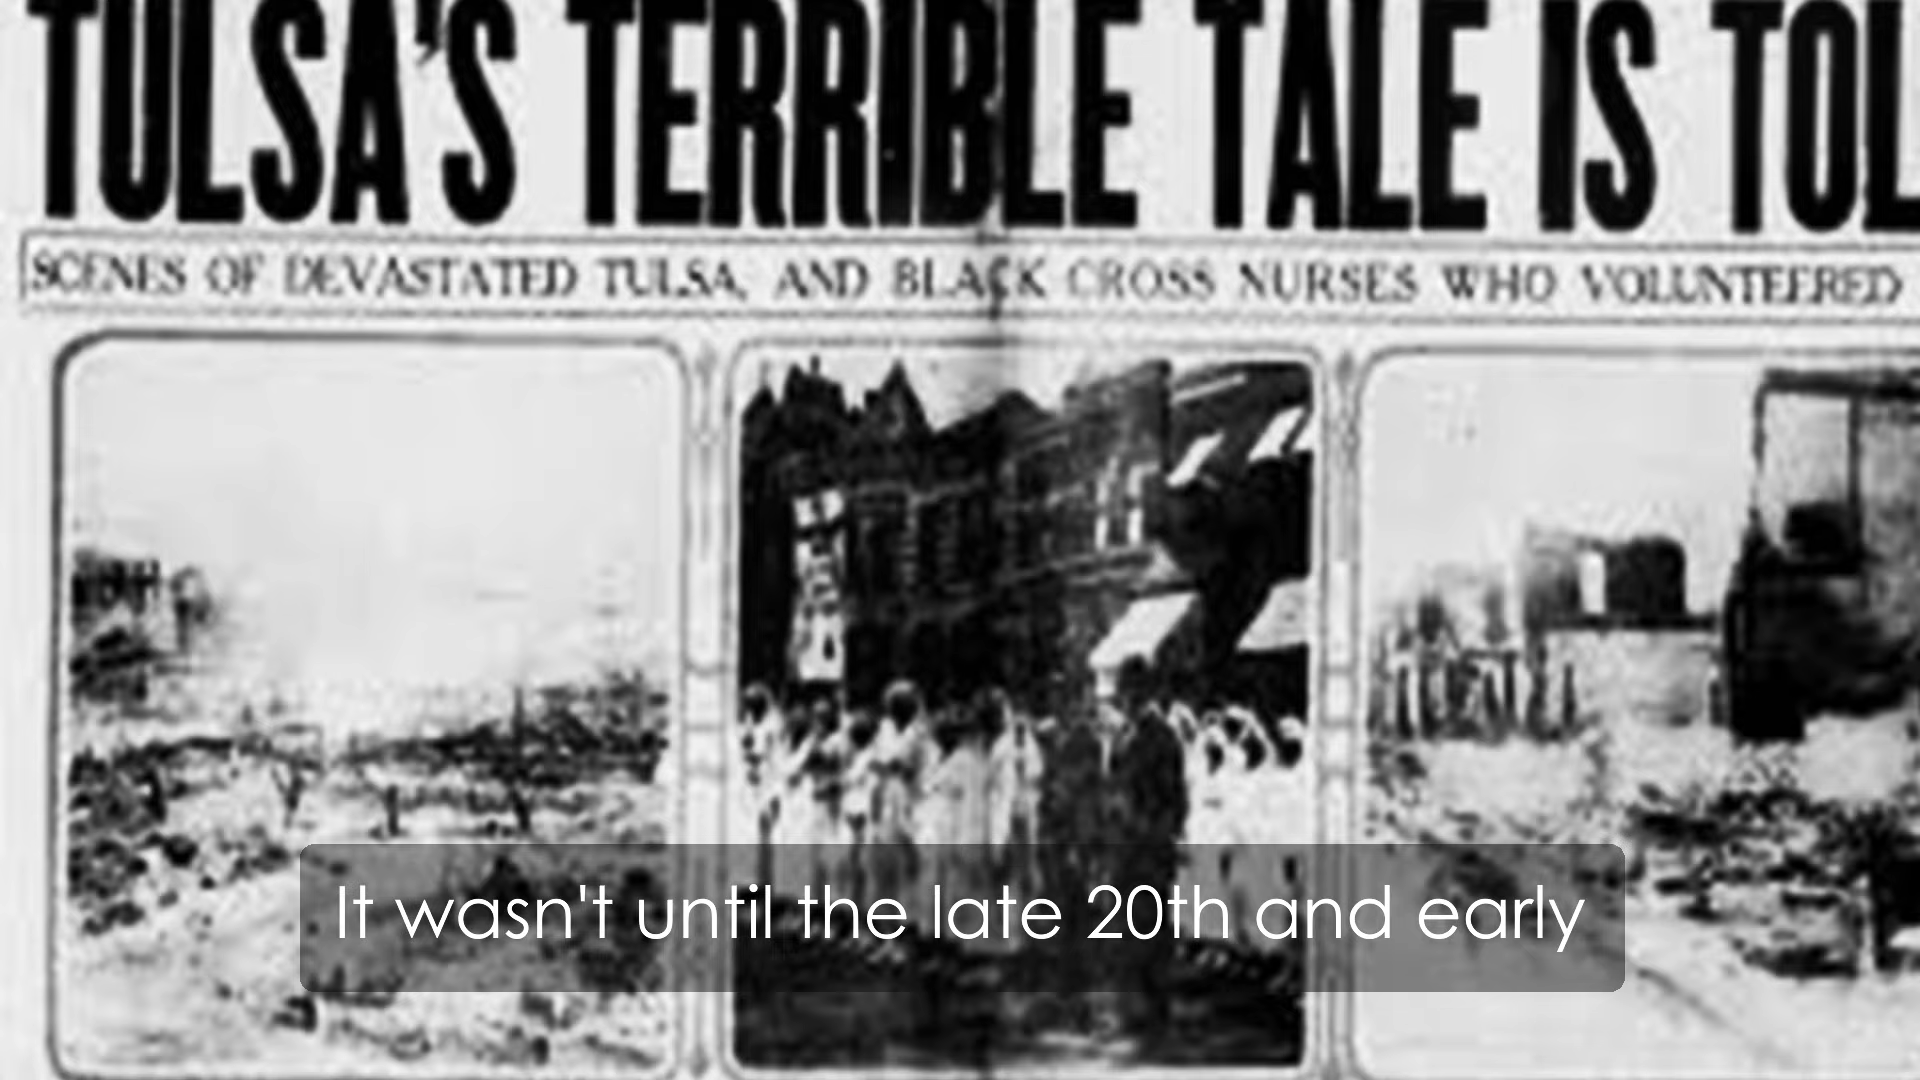 TULSA'S TERRIBLE TALE IS TOL
SCENES OF DEVASTATED TULSA, AND BLACK CROSS NURSES WHO VOLUNTEERED
It wasn't until the late 20th and early